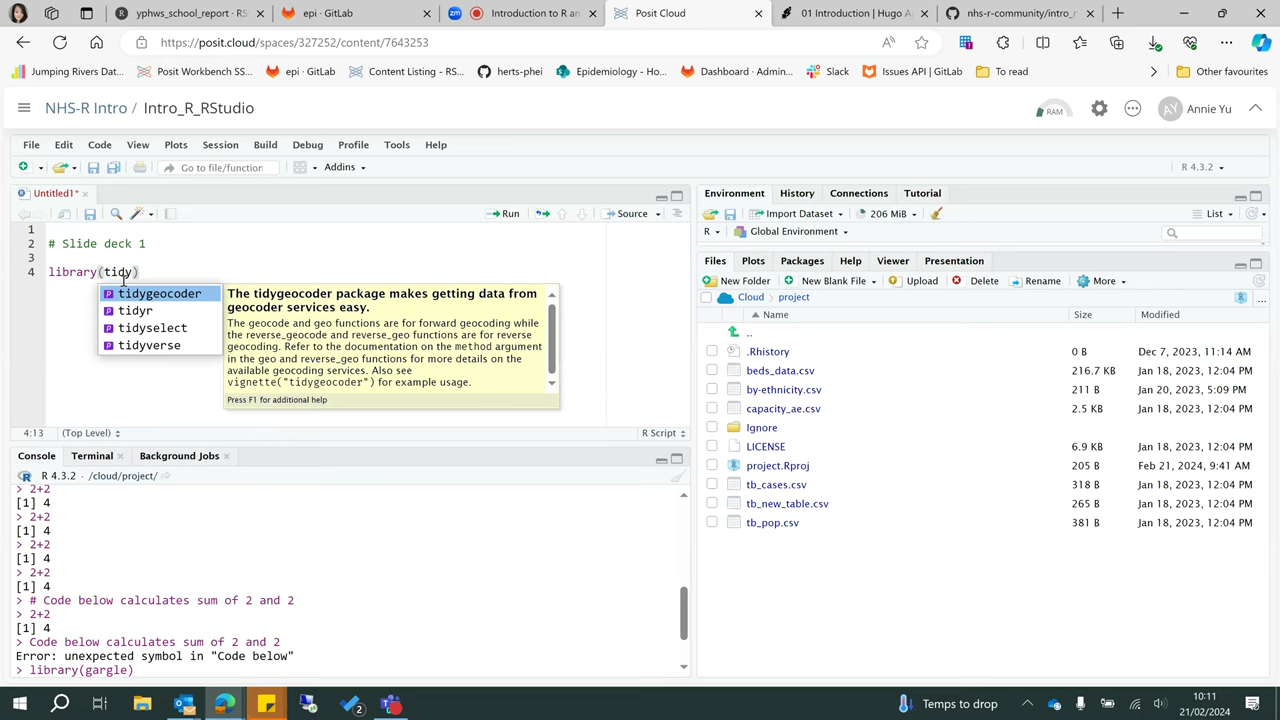 yphws_school_report - RS
epi · GitLab
Introduction to R an
Posit Cloud
01 Introduction | Hugo A
nhs-r-community/intro_r
https://posit.cloud/spaces/327252/content/7643253
Jumping Rivers Dat...
Posit Workbench SS...
epi · GitLab
Content Listing - RS...
herts-phei
Epidemiology - Ho...
Dashboard · Admin...
Slack
Issues API | GitLab
To read
Other favourites
NHS-R Intro / Intro_R_RStudio
RAM
AY
Annie Yu
File Edit Code View Plots Session Build Debug Profile Tools Help
Go to file/function
Addins
R 4.3.2
Untitled1*
Run
Source
1
2 # Slide deck 1
3
4 library(tidy)
tidygeocoder
tidyr
tidyselect
tidyverse
The tidygeocoder package makes getting data from
geocoder services easy.
The geocode and geo functions are for forward geocoding while
the reverse_geocode and reverse_geo functions are for reverse
geocoding. Refer to the documentation on the method argument
in the geo and reverse_geo functions for more details on the
available geocoding services. Also see
vignette("tidygeocoder") for example usage.
Press F1 for additional help
4:13 (Top Level) R Script
Console Terminal Background Jobs
R 4.3.2 · /cloud/project/
> 2+2
[1] 4
> 2+2
[1] 4
> 2+2
[1] 4
> 2+2
[1] 4
> # Code below calculates sum of 2 and 2
> 2+2
[1] 4
> Code below calculates sum of 2 and 2
Error: unexpected symbol in "Code below"
> library(gargle)
Environment History Connections Tutorial
Import Dataset
206 MiB
List
R
Global Environment
Files Plots Packages Help Viewer Presentation
New Folder New Blank File Upload Delete Rename More
Cloud project
Name Size Modified
..
.Rhistory 0 B Dec 7, 2023, 11:14 AM
beds_data.csv 216.7 KB Jan 18, 2023, 12:04 PM
by-ethnicity.csv 211 B Jan 20, 2023, 5:09 PM
capacity_ae.csv 2.5 KB Jan 18, 2023, 12:04 PM
Ignore
LICENSE 6.9 KB Jan 18, 2023, 12:04 PM
project.Rproj 205 B Feb 21, 2024, 9:41 AM
tb_cases.csv 318 B Jan 18, 2023, 12:04 PM
tb_new_table.csv 265 B Jan 18, 2023, 12:04 PM
tb_pop.csv 381 B Jan 18, 2023, 12:04 PM
2
Temps to drop
10:11
21/02/2024